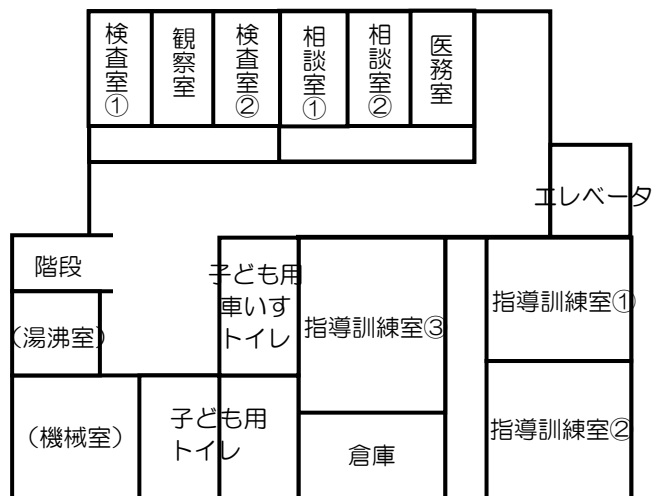 検査室①
観察室
検査室②
相談室①
相談室②
医務室
エレベータ
階段
子ども用
車いす
トイレ
指導訓練室③
指導訓練室①
（湯沸室）
（機械室）
子ども用
トイレ
倉庫
指導訓練室②